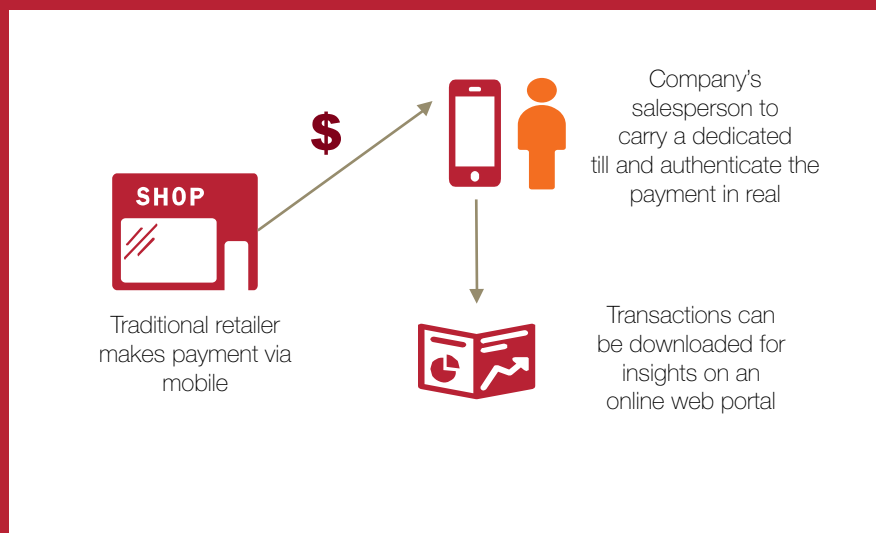 SHOP
$
Traditional retailer
makes payment via
mobile
Company's
salesperson to
carry a dedicated
till and authenticate the
payment in real
Transactions can
be downloaded for
insights on an
online web portal